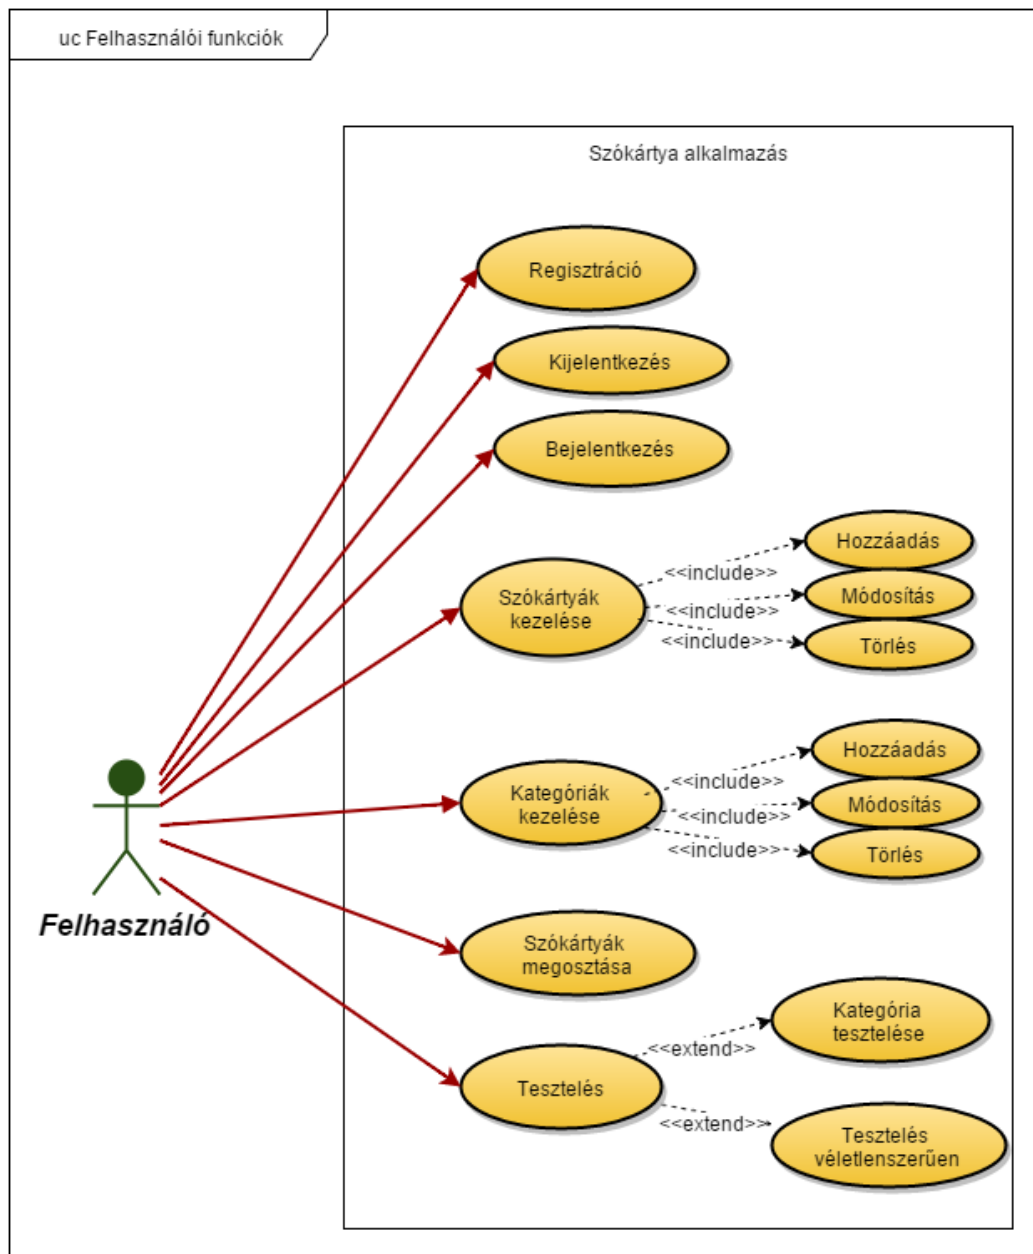 uc Felhasználói funkciók
Szókártya alkalmazás
Regisztráció
Kijelentkezés
Bejelentkezés
Szókártyák
kezelése
<<include>>
<<include>>
<<include>>
Hozzáadás
Módosítás
Törlés
Kategóriák
kezelése
<<include>>
<<include>>
<<include>>
Hozzáadás
Módosítás
Törlés
Felhasználó
Szókártyák
megosztása
Tesztelés
<<extend>>
<<extend>>
Kategória
tesztelése
Tesztelés
véletlenszerűen